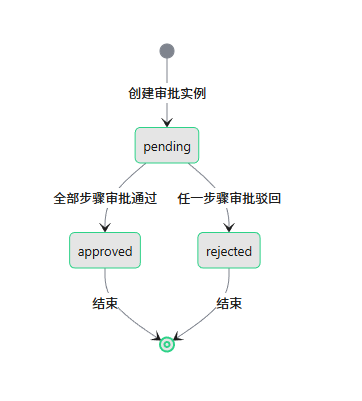 创建审批实例
pending
全部步骤审批通过
任一步骤审批驳回
approved
rejected
结束
结束